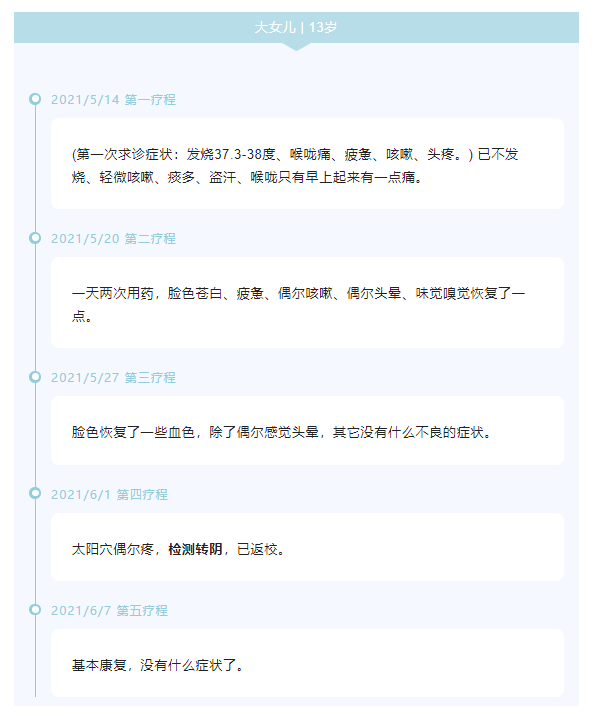 大女儿 | 13岁
2021/5/14 第一疗程
(第一次求诊症状：发烧37.3-38度、喉咙痛、疲惫、咳嗽、头疼。) 已不发
烧、轻微咳嗽、痰多、盗汗、喉咙只有早上起来有一点痛。
2021/5/20 第二疗程
一天两次用药，脸色苍白、疲惫、偶尔咳嗽、偶尔头晕、味觉嗅觉恢复了一
点。
2021/5/27 第三疗程
脸色恢复了一些血色，除了偶尔感觉头晕，其它没有什么不良的症状。
2021/6/1 第四疗程
太阳穴偶尔疼，检测转阴，已返校。
2021/6/7 第五疗程
基本康复，没有什么症状了。